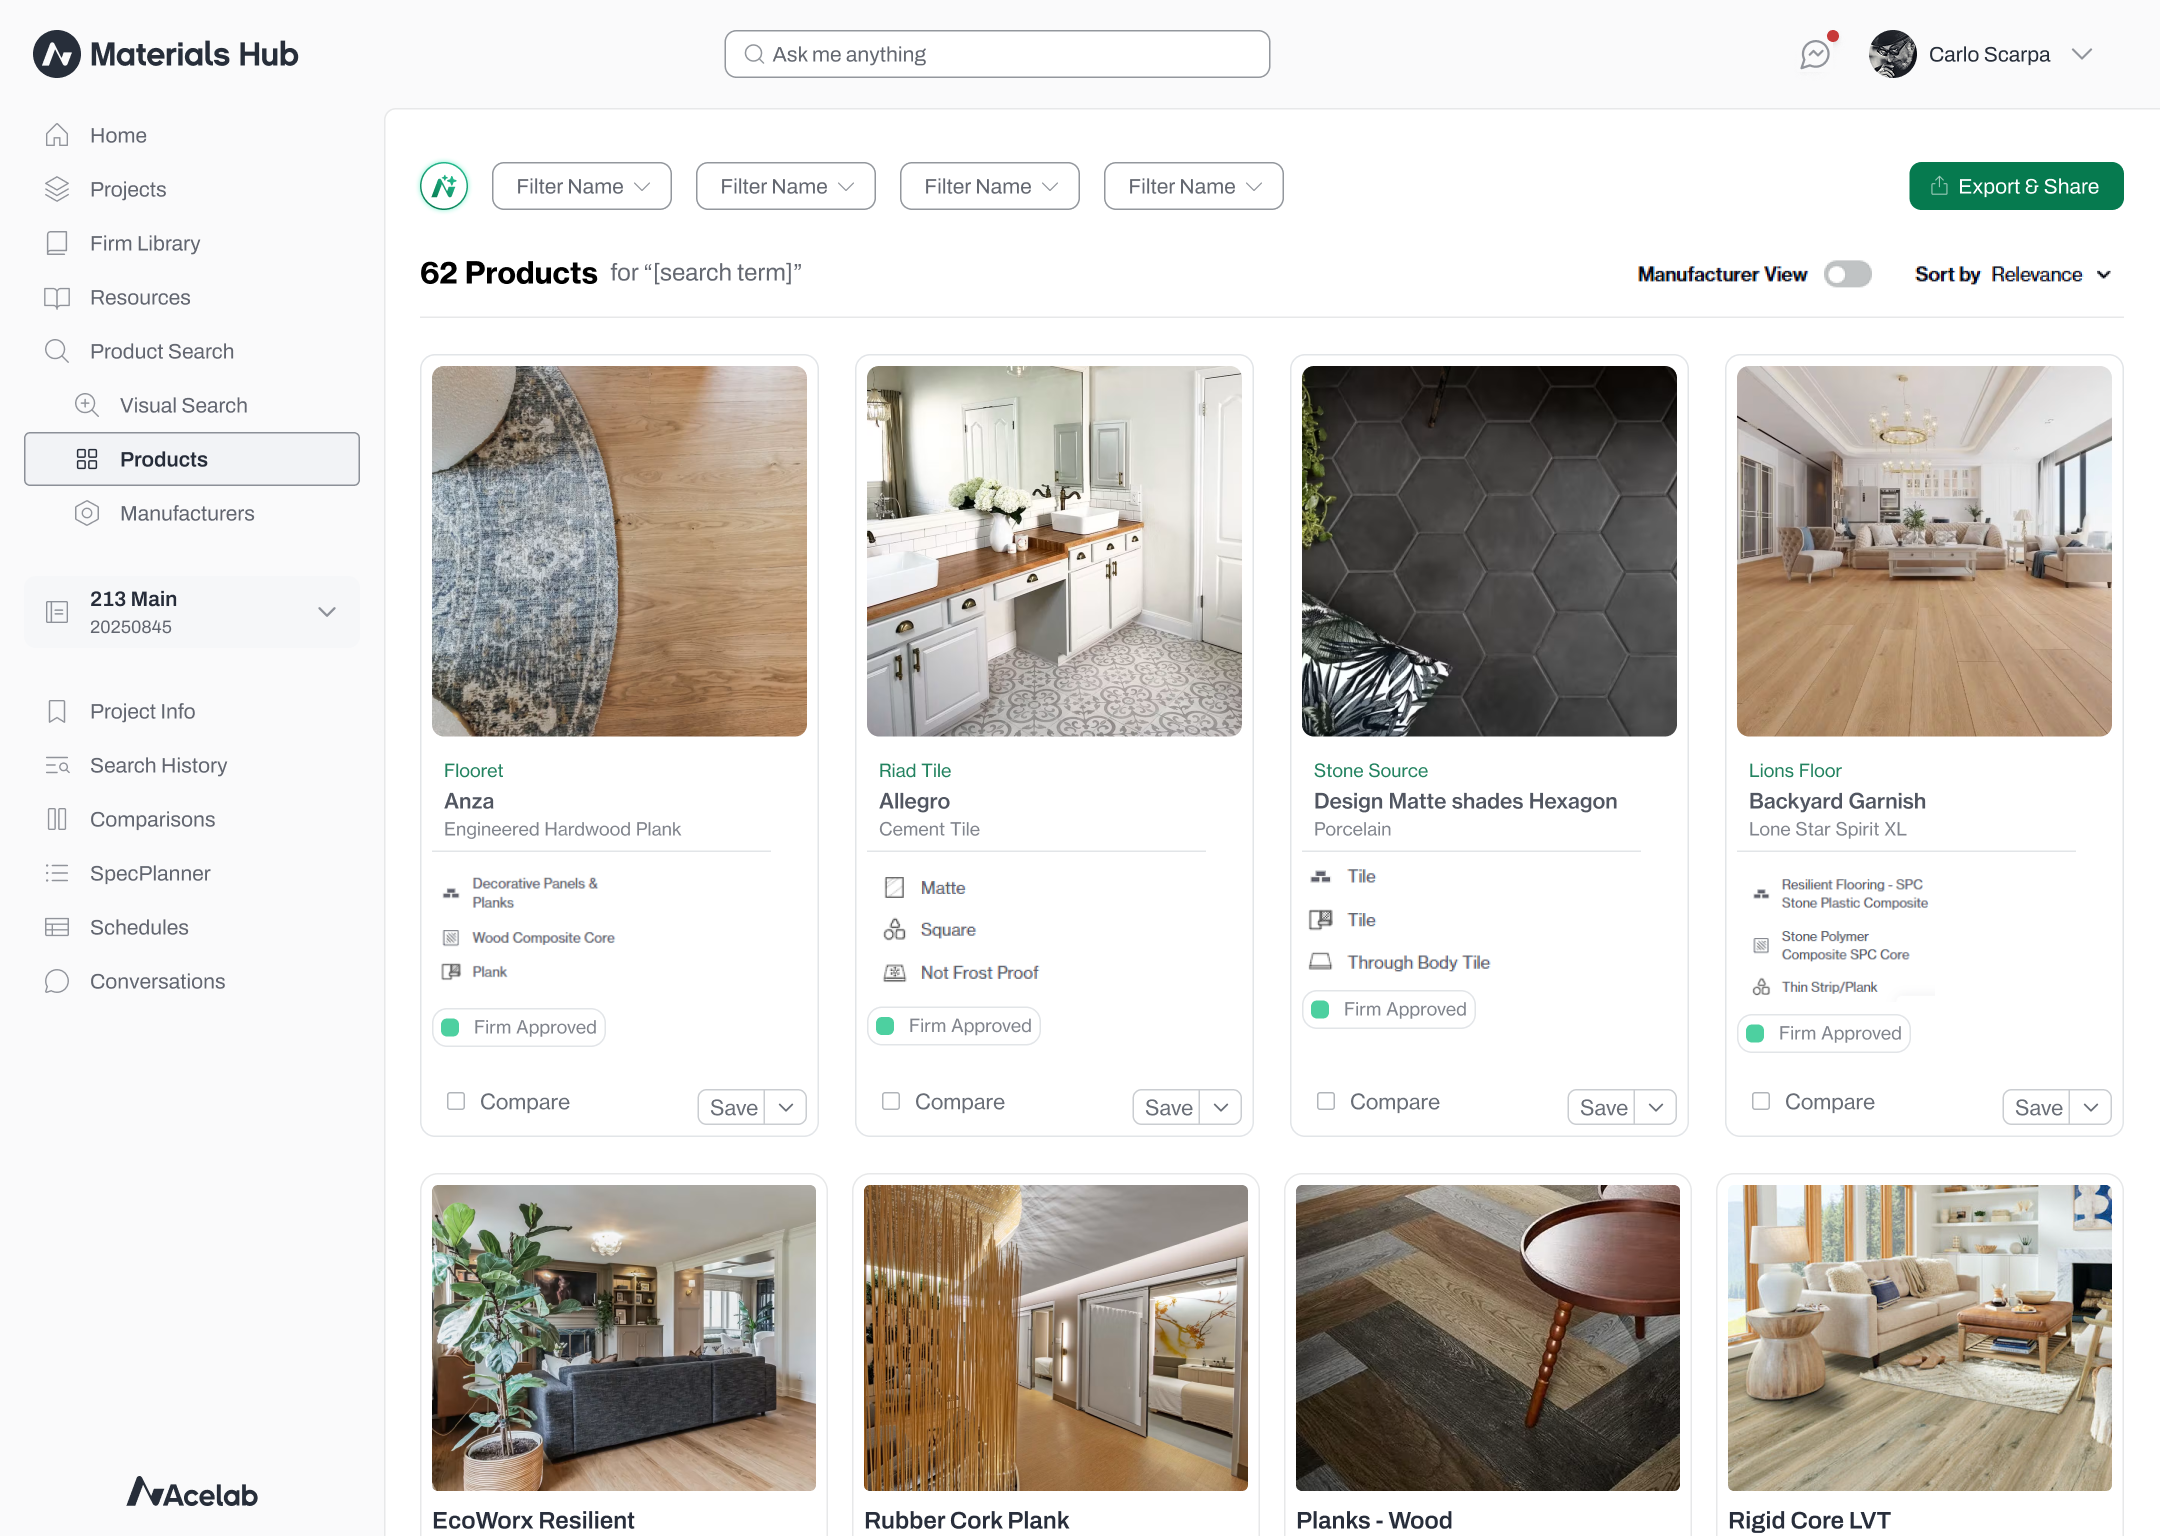 Materials Hub
Ask me anything
Carlo Scarpa
Home
Projects
Firm Library
Resources
Product Search
Visual Search
Products
Manufacturers
213 Main
20250845
Project Info
Search History
Comparisons
SpecPlanner
Schedules
Conversations
Acelab
Filter Name
Filter Name
Filter Name
Filter Name
Export & Share
62 Products for “[search term]”
Manufacturer View
Sort by Relevance
Flooret
Anza
Engineered Hardwood Plank
Decorative Panels &
Planks
Wood Composite Core
Plank
Firm Approved
Compare
Save
Riad Tile
Allegro
Cement Tile
Matte
Square
Not Frost Proof
Firm Approved
Compare
Save
Stone Source
Design Matte shades Hexagon
Porcelain
Tile
Tile
Through Body Tile
Firm Approved
Compare
Save
Lions Floor
Backyard Garnish
Lone Star Spirit XL
Resilient Flooring - SPC
Stone Plastic Composite
Stone Polymer
Composite SPC Core
Thin Strip/Plank
Firm Approved
Compare
Save
EcoWorx Resilient
Rubber Cork Plank
Planks - Wood
Rigid Core LVT